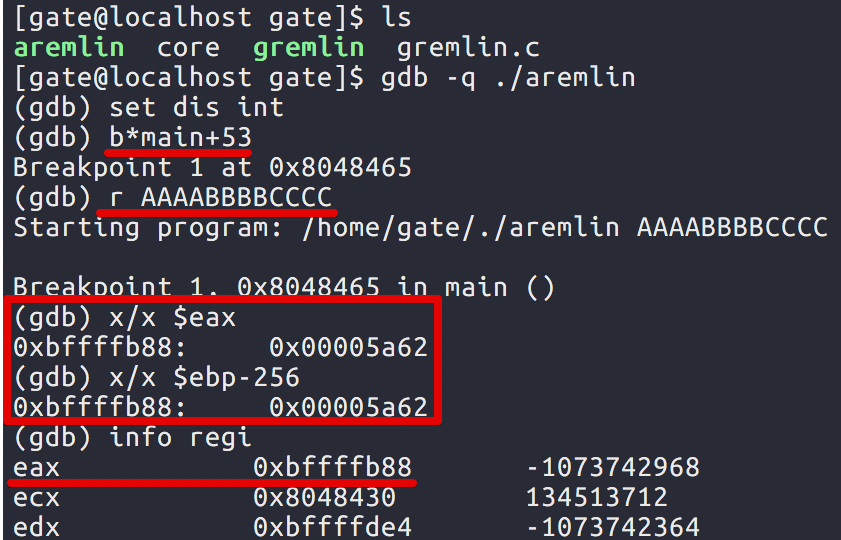 [gate@localhost gate]$ ls
aremlin  core  gremlin  gremlin.c
[gate@localhost gate]$ gdb -q ./aremlin
(gdb) set dis int
(gdb) b*main+53
Breakpoint 1 at 0x8048465
(gdb) r AAAABBBBCCCC
Starting program: /home/gate/./aremlin AAAABBBBCCCC
Breakpoint 1, 0x8048465 in main ()
(gdb) x/x $eax
0xbffffb88:     0x00005a62
(gdb) x/x $ebp-256
0xbffffb88:     0x00005a62
(gdb) info regi
eax            0xbffffb88       -1073742968
ecx            0x8048430        134513712
edx            0xbffffde4       -1073742364